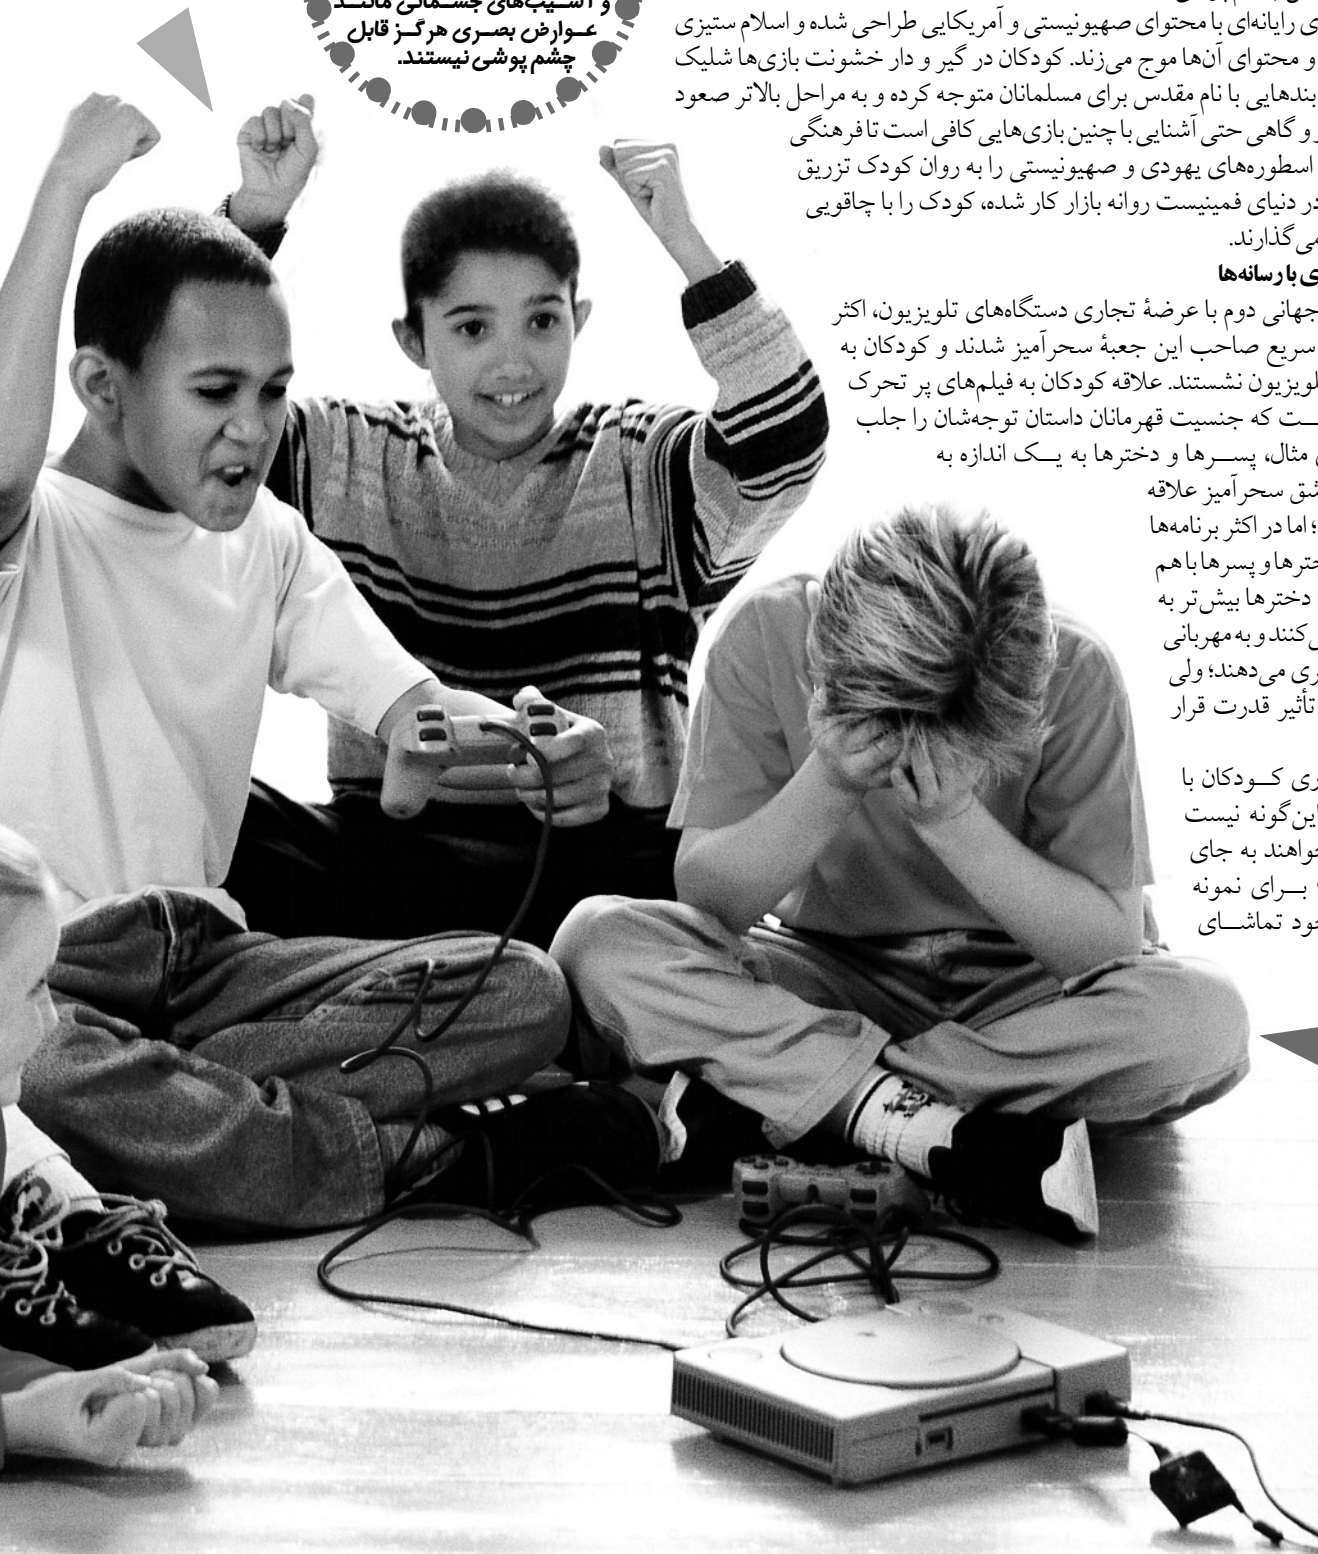 و آسیب‌های جسمانی مانند
عوارض بصری هرگز قابل
چشم پوشی نیستند.
ی رایانه‌ای با محتوای صهیونیستی و آمریکایی طراحی شده و اسلام ستیزی
و محتوای آن‌ها موج می‌زند. کودکان در گیر و دار خشونت بازی‌ها شلیک
بندهایی با نام مقدس برای مسلمانان متوجه کرده و به مراحل بالاتر صعود
و گاهی حتی آشنایی با چنین بازی‌هایی کافی است تا فرهنگی
اسطوره‌های یهودی و صهیونیستی را به روان کودک تزریق
در دنیای فمینیست روانه بازار کار شده، کودک را با چاقویی
می‌گذارند.
ی با رسانه‌ها
جهانی دوم با عرضهٔ تجاری دستگاه‌های تلویزیون، اکثر
سریع صاحب این جعبهٔ سحرآمیز شدند و کودکان به
لویزیون نشستند. علاقه کودکان به فیلم‌های پر تحرک
ست که جنسیت قهرمانان داستان توجه‌شان را جلب
مثال، پسرها و دخترها به یک اندازه به
شق سحرآمیز علاقه
؛ اما در اکثر برنامه‌ها
خترها و پسرها با هم
دخترها بیش‌تر به
ی‌کنند و به مهربانی
ری می‌دهند؛ ولی
تأثیر قدرت قرار
ری کودکان با
این‌گونه نیست
خواهند به جای
برای نمونه
خود تماشای